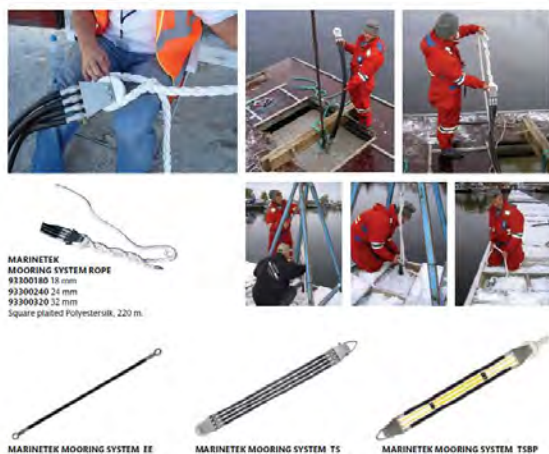 MARINETEK
MOORING SYSTEM ROPE
93300180 18 mm
93300240 24 mm
93300320 32 mm
Square plaited Polyestersilk, 220 m.
MARINETEK MOORING SYSTEM EE
MARINETEK MOORING SYSTEM TS
MARINETEK MOORING SYSTEM TSBP